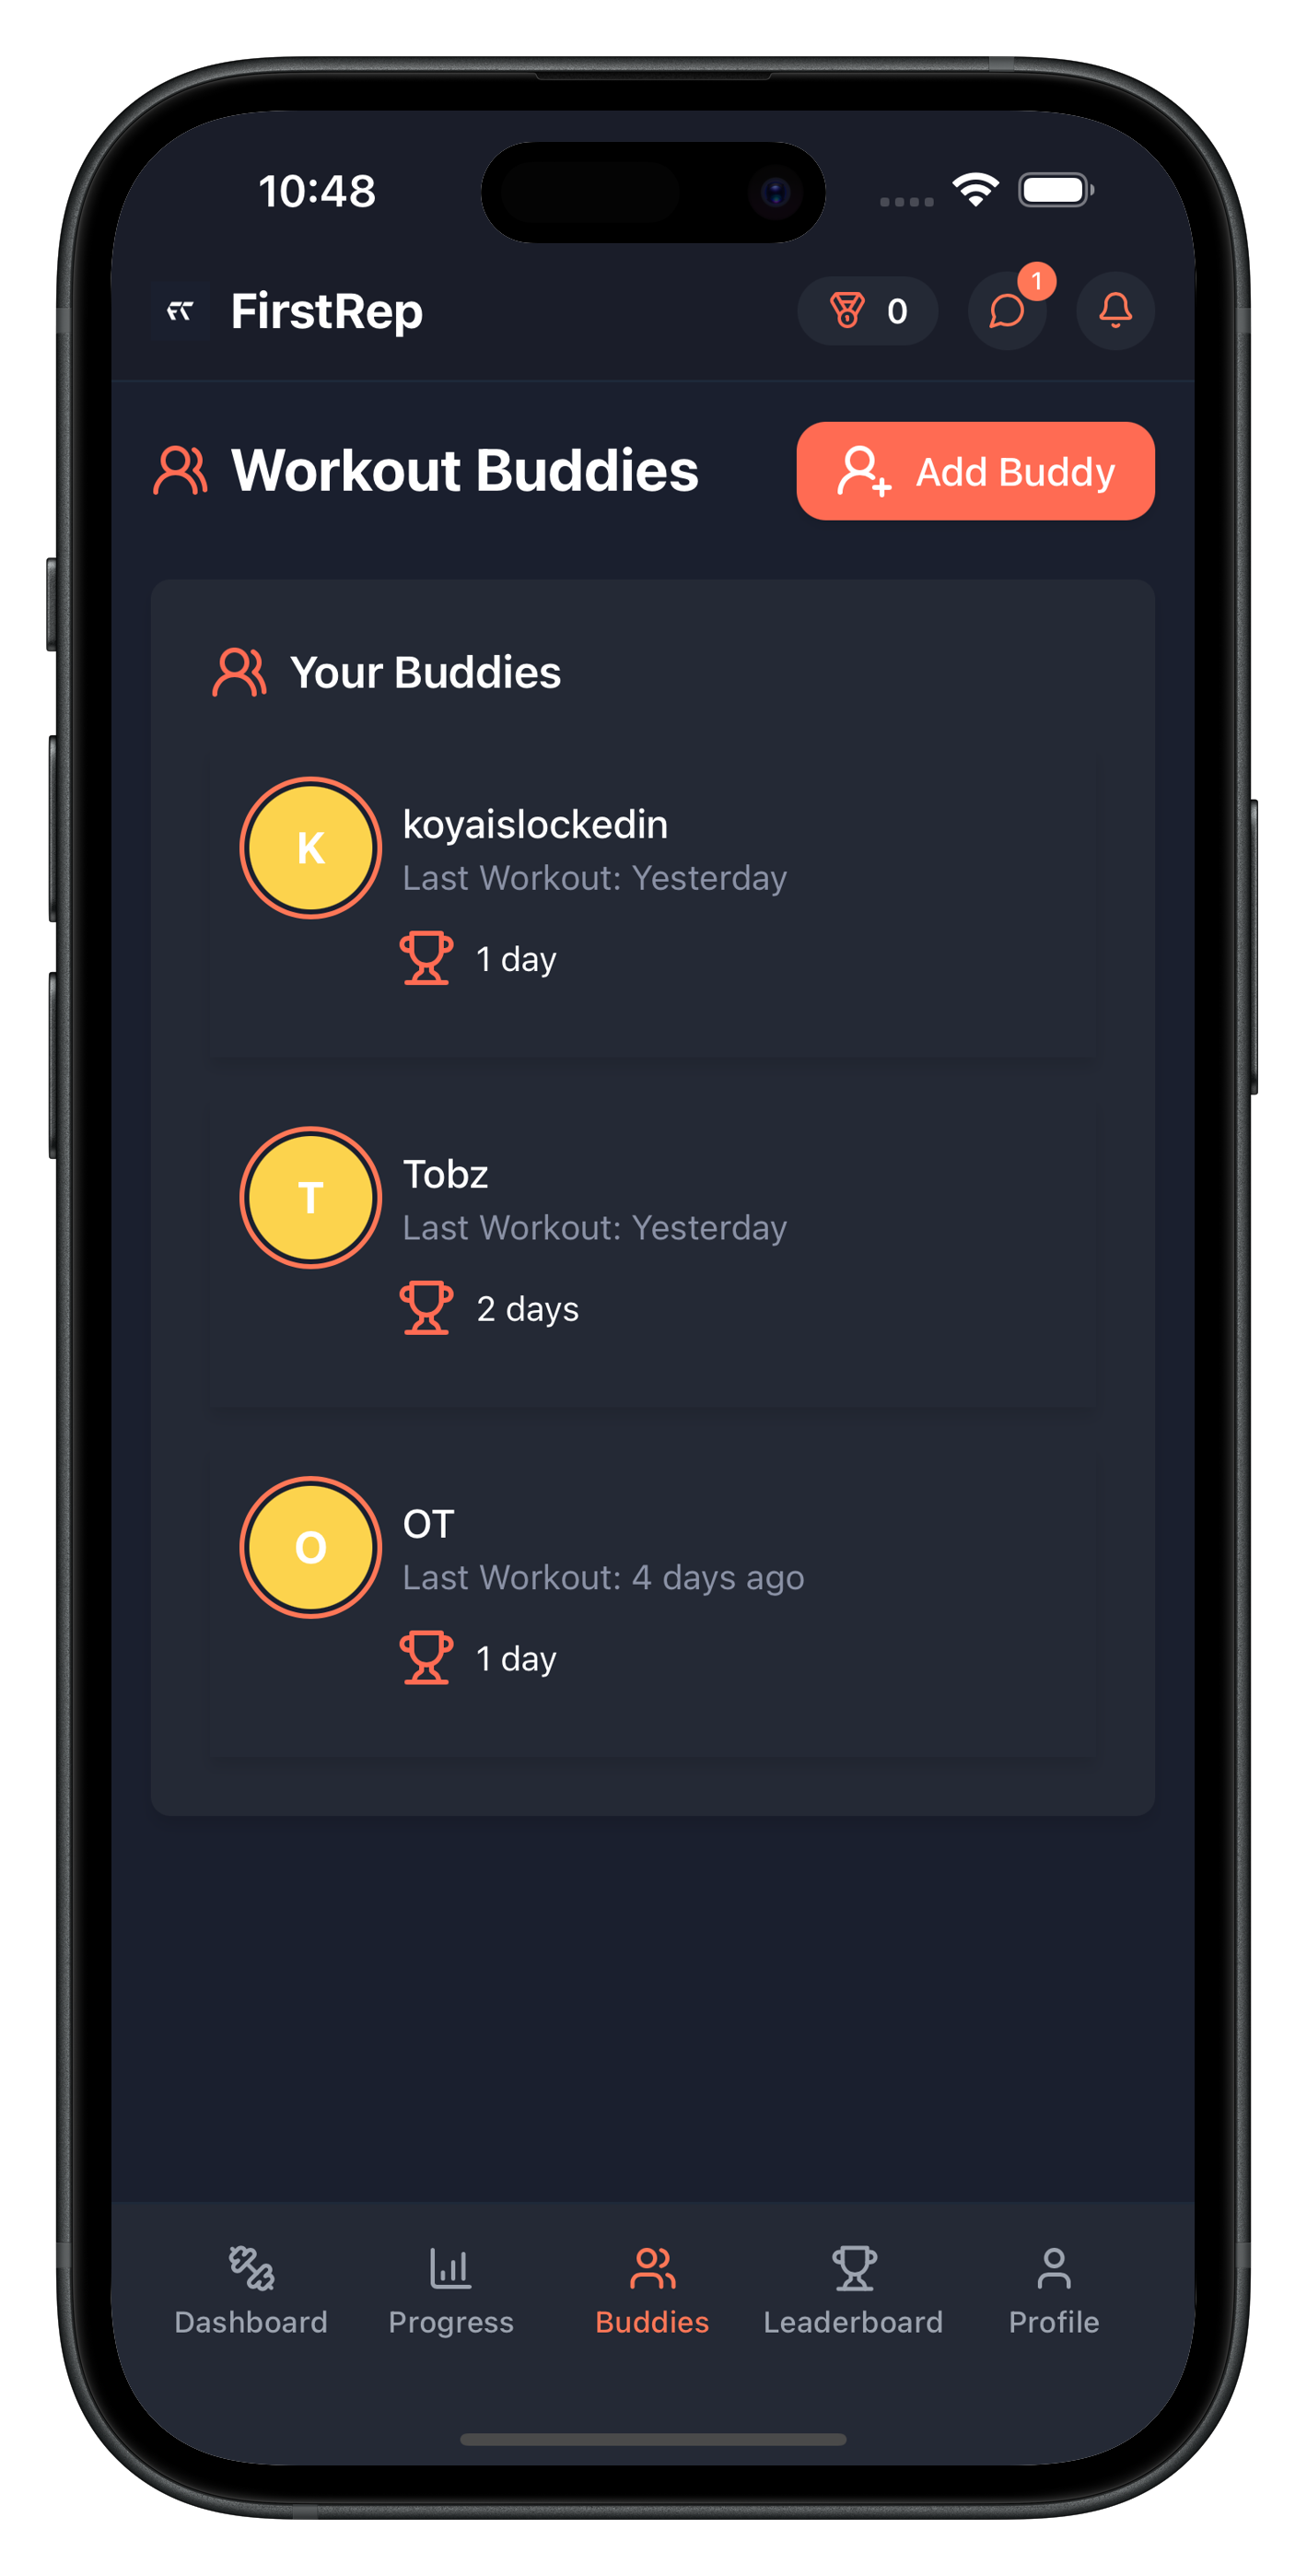 10:48
FirstRep
0
1
Workout Buddies
Add Buddy
Your Buddies
K
koyaislockedin
Last Workout: Yesterday
1 day
T
Tobz
Last Workout: Yesterday
2 days
O
OT
Last Workout: 4 days ago
1 day
Dashboard
Progress
Buddies
Leaderboard
Profile